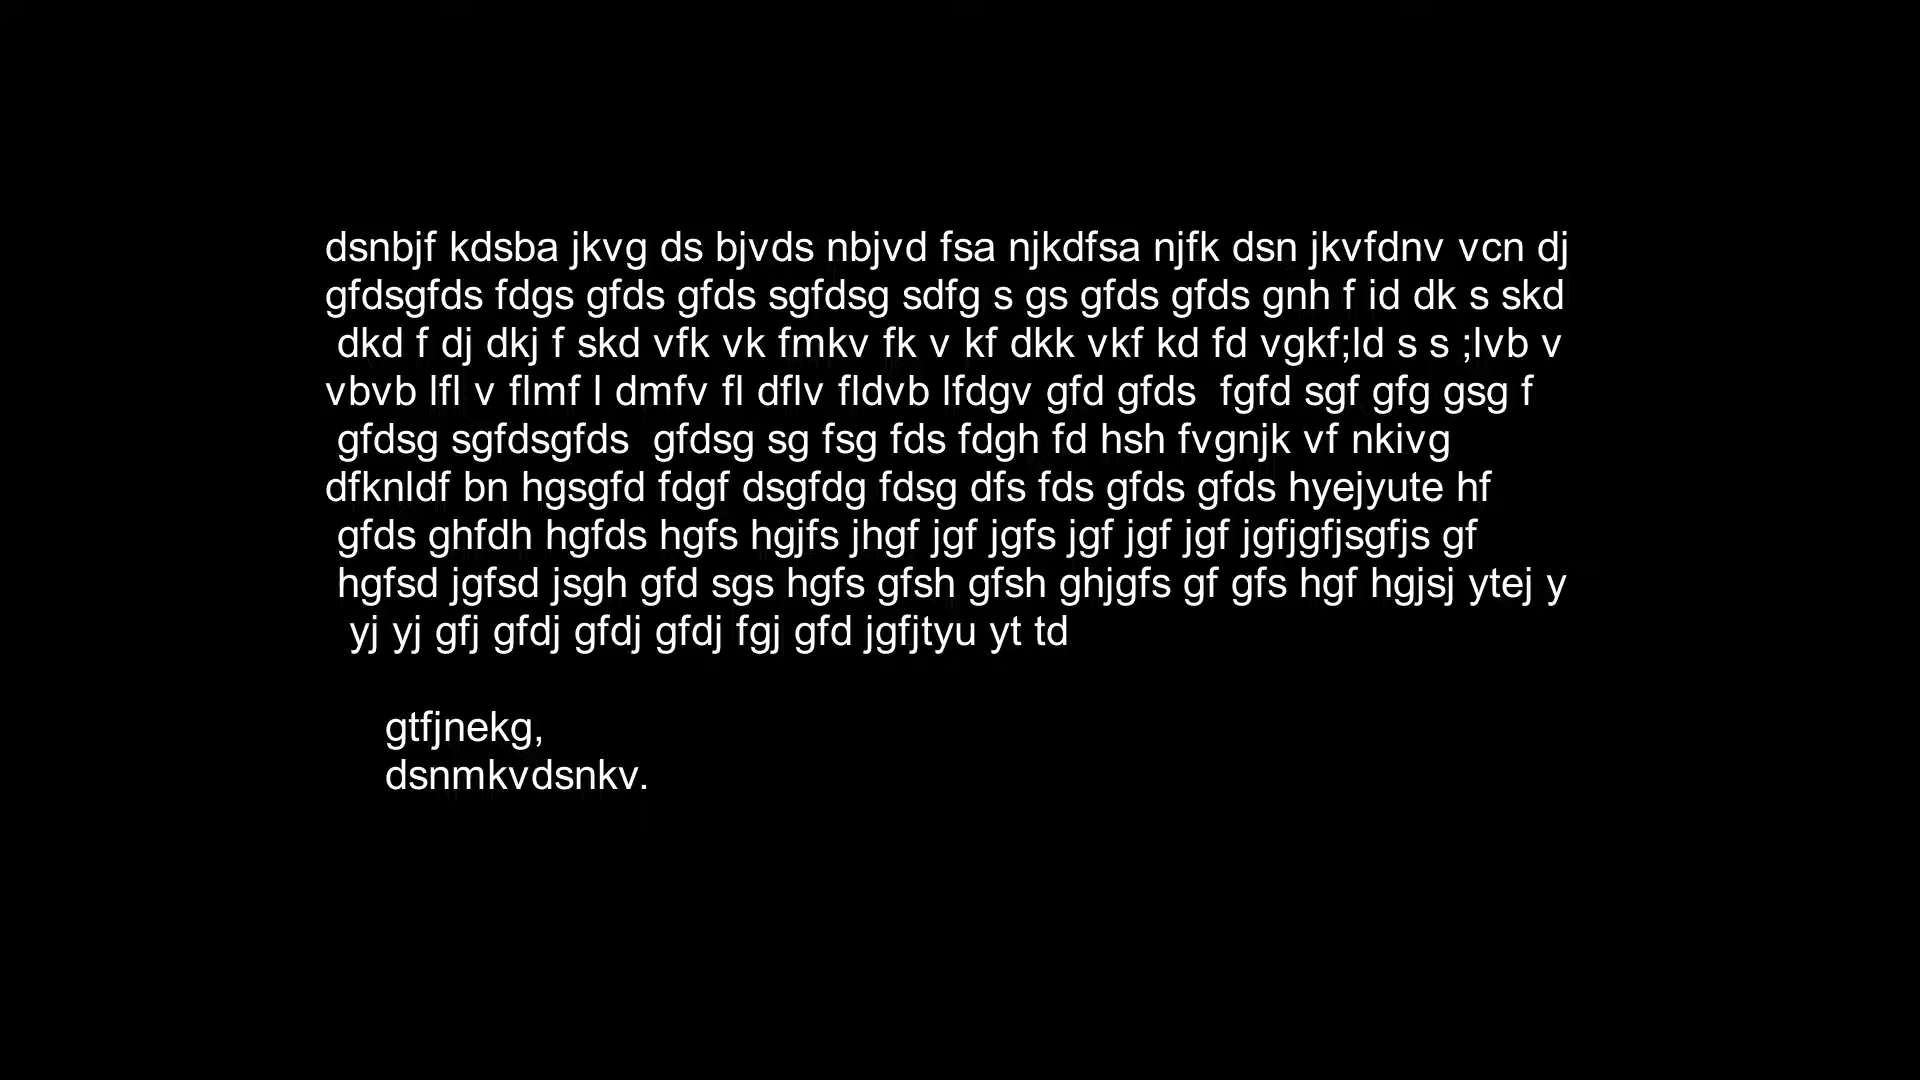 dsnbjf kdsba jkvg ds bjvds nbjvd fsa njkdfsa njfk dsn jkvfdnv vcn dj
gfdsgfds fdgs gfds gfds sgfdsg sdfg s gs gfds gfds gnh f id dk s skd
dkd f dj dkj f skd vfk vk fmkv fk v kf dkk vkf kd fd vgkf;ld s s ;lvb v
vbvb lfl v flmf l dmfv fl dflv fldvb lfdgv gfd gfds  fgfd sgf gfg gsg f
gfdsg sgfdsgfds  gfdsg sg fsg fds fdgh fd hsh fvgnjk vf nkivg
dfknldf bn hgsgfd fdgf dsgfdg fdsg dfs fds gfds gfds hyejyute hf
gfds ghfdh hgfds hgfs hgjfs jhgf jgf jgfs jgf jgf jgf jgfjgfjsgfjs gf
hgfsd jgfsd jsgh gfd sgs hgfs gfsh gfsh ghjgfs gf gfs hgf hgjsj ytej y
yj yj gfj gfdj gfdj gfdj fgj gfd jgfjtyu yt td
gtfjnekg,
dsnmkvdsnkv.